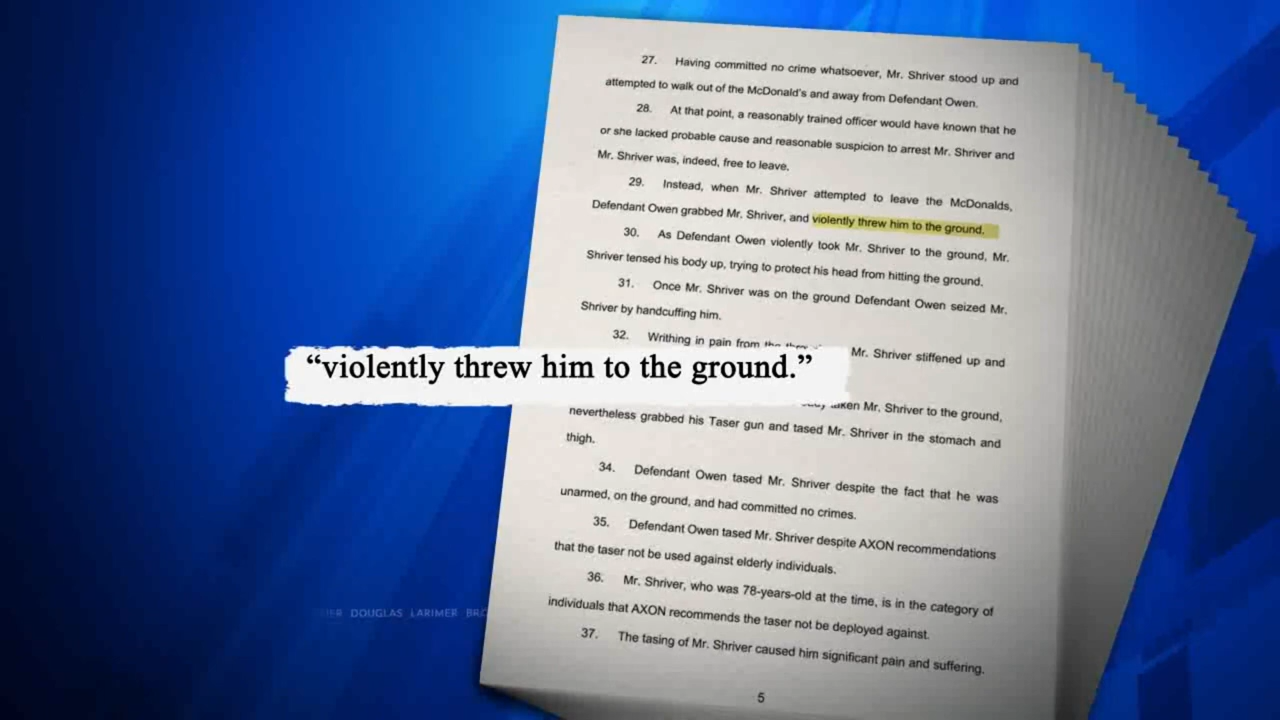 27. Having committed no crime whatsoever, Mr. Shriver stood up and
attempted to walk out of the McDonald's and away from Defendant Owen.
28. At that point, a reasonably trained officer would have known that he
or she lacked probable cause and reasonable suspicion to arrest Mr. Shriver and
Mr. Shriver was, indeed, free to leave.
29. Instead, when Mr. Shriver attempted to leave the McDonalds,
Defendant Owen grabbed Mr. Shriver, and violently threw him to the ground.
30. As Defendant Owen violently took Mr. Shriver to the ground, Mr.
Shriver tensed his body up, trying to protect his head from hitting the ground.
31. Once Mr. Shriver was on the ground Defendant Owen seized Mr.
Shriver by handcuffing him.
32. Writhing in pain from Mr. Shriver stiffened up and
“violently threw him to the ground.”
Mr. Shriver to the ground,
nevertheless grabbed his Taser gun and tased Mr. Shriver in the stomach and
thigh.
34. Defendant Owen tased Mr. Shriver despite the fact that he was
unarmed, on the ground, and had committed no crimes.
35. Defendant Owen tased Mr. Shriver despite AXON recommendations
that the taser not be used against elderly individuals.
36. Mr. Shriver, who was 78-years-old at the time, is in the category of
individuals that AXON recommends the taser not be deployed against.
37. The tasing of Mr. Shriver caused him significant pain and suffering.
5
DOUGLAS LARIMER